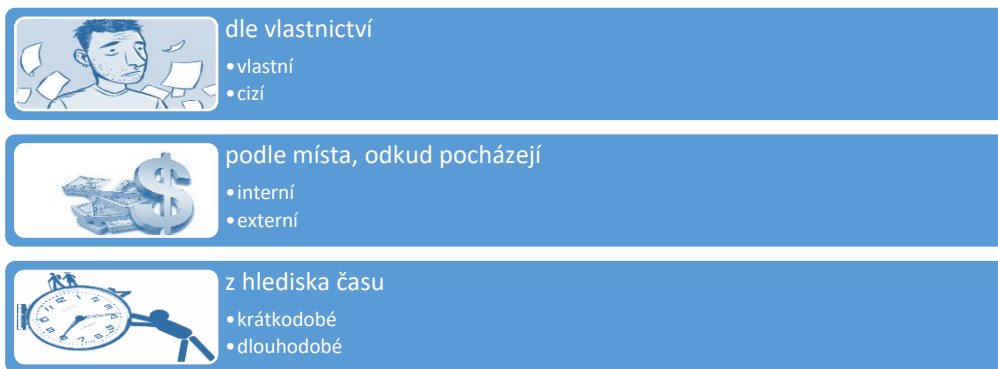 dle vlastnictví
•vlastní
•cizí
podle místa, odkud pocházejí
•interní
•externí
z hlediska času
•krátkodobé
•dlouhodobé